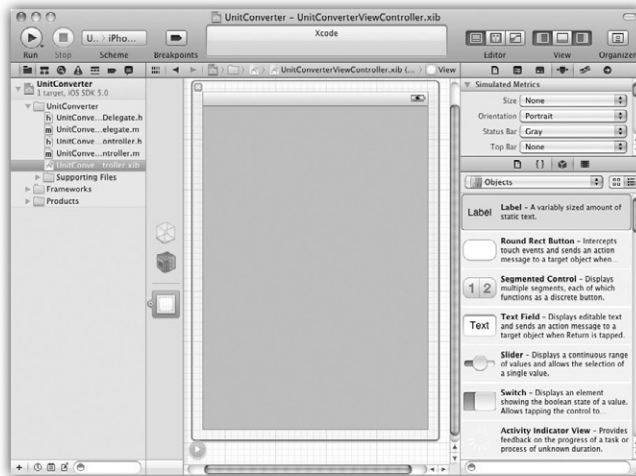 UnitConverter – UnitConverterViewController.xib
Xcode
U..⟩ iPho...
Run
Stop
Scheme
Breakpoints
Editor
View
Organizer
UnitConverterViewController.xib (...
View
UnitConverter
1 target, iOS SDK 5.0
UnitConverter
h UnitConve...Delegate.h
m UnitConve...elegate.m
h UnitConve...ontroller.h
m UnitConve...ntroller.m
UnitConve...troller.xib
Supporting Files
Frameworks
Products
Simulated Metrics
Size None
Orientation Portrait
Status Bar Gray
Top Bar None
{ }
Objects
Label
Label – A variably sized amount of
static text.
Round Rect Button – Intercepts
touch events and sends an action
message to a target object when...
1 2
Segmented Control – Displays
multiple segments, each of which
functions as a discrete button.
Text
Text Field – Displays editable text
and sends an action message to a
target object when Return is tapped.
Slider – Displays a continuous range
of values and allows the selection of
a single value.
Switch – Displays an element
showing the boolean state of a value.
Allows tapping the control to...
Activity Indicator View – Provides
feedback on the progress of a task or
process of unknown duration.